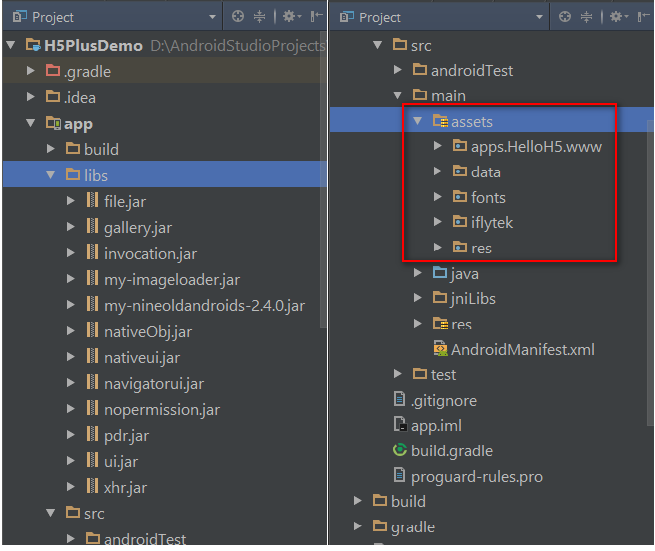 Project
H5PlusDemo D:\AndroidStudioProjects
.gradle
.idea
app
build
libs
file.jar
gallery.jar
invocation.jar
my-imageloader.jar
my-nineoldandroids-2.4.0.jar
nativeObj.jar
nativeui.jar
navigatorui.jar
nopermission.jar
pdr.jar
ui.jar
xhr.jar
src
androidTest
Project
src
androidTest
main
assets
apps.HelloH5.www
data
fonts
iflytek
res
java
jniLibs
res
AndroidManifest.xml
test
.gitignore
app.iml
build.gradle
proguard-rules.pro
build
gradle